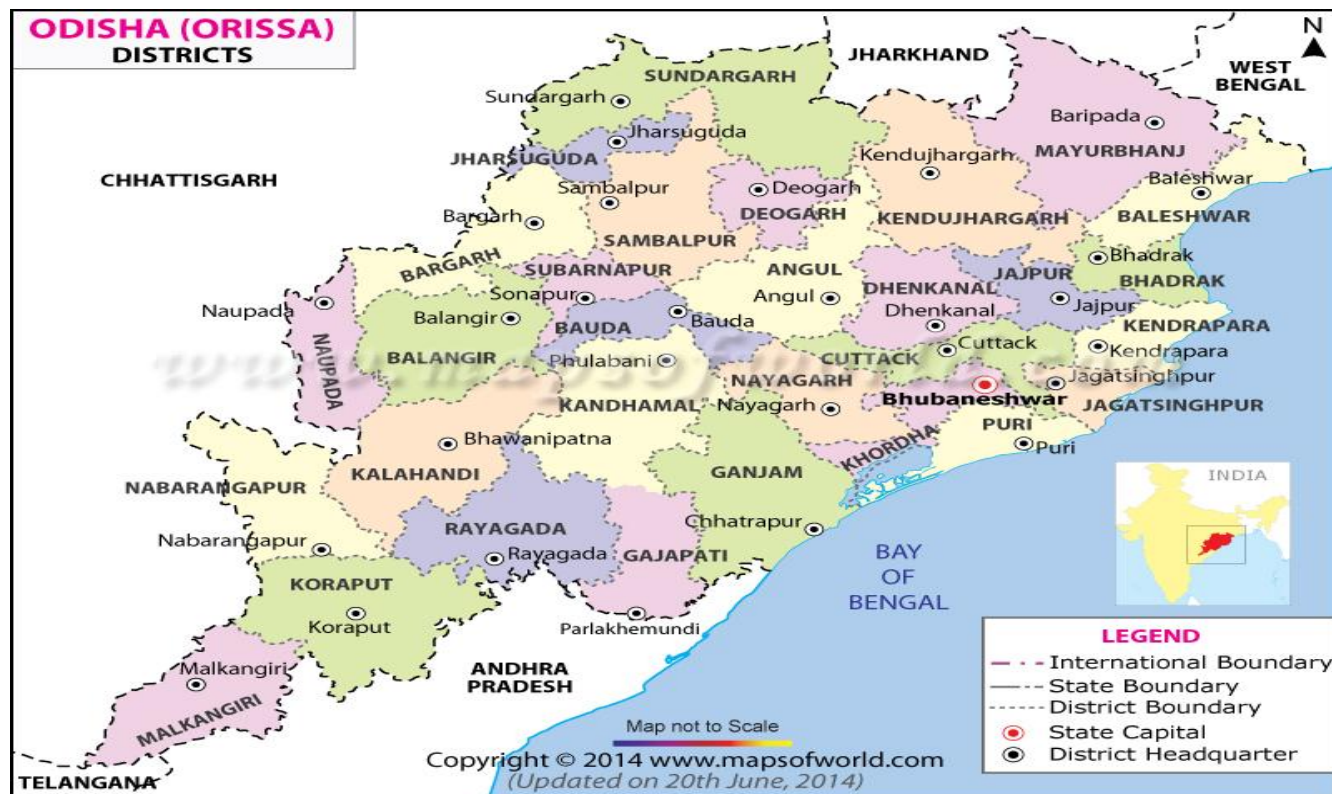 ODISHA (ORISSA)
DISTRICTS
N
JHARKHAND
WEST
BENGAL
SUNDARGARH
Sundargarh
Baripada
Jharsuguda
MAYURBHANJ
JHARSUGUDA
Kendujhargarh
CHHATTISGARH
Sambalpur
Deogarh
Baleshwar
Bargarh
DEOGARH
KENDUJHARGARH
BALESHWAR
SAMBALPUR
BARGARH
SUBARNAPUR
ANGUL
JAJPUR
Bhadrak
BHADRAK
DHENKANAL
Naupada
Sonapur
Angul
Jajpur
Balangir
BAUDA
Bauda
Dhenkanal
KENDRAPARA
NAUPADA
BALANGIR
Phulabani
CUTTACK
Cuttack
Kendrapara
www.mapsofworld.com
NAYAGARH
Jagatsinghpur
KANDHAMAL
Nayagarh
Bhubaneshwar
JAGATSINGHPUR
PURI
Bhawanipatna
KHORDHA
Puri
KALAHANDI
GANJAM
NABARANGAPUR
INDIA
RAYAGADA
Chhatrapur
Nabarangapur
Rayagada
GAJAPATI
BAY
OF
BENGAL
KORAPUT
Koraput
Parlakhemundi
LEGEND
International Boundary
State Boundary
District Boundary
State Capital
District Headquarter
Malkangiri
ANDHRA
PRADESH
MALKANGIRI
Map not to Scale
Copyright © 2014 www.mapsofworld.com
(Updated on 20th June, 2014)
TELANGANA